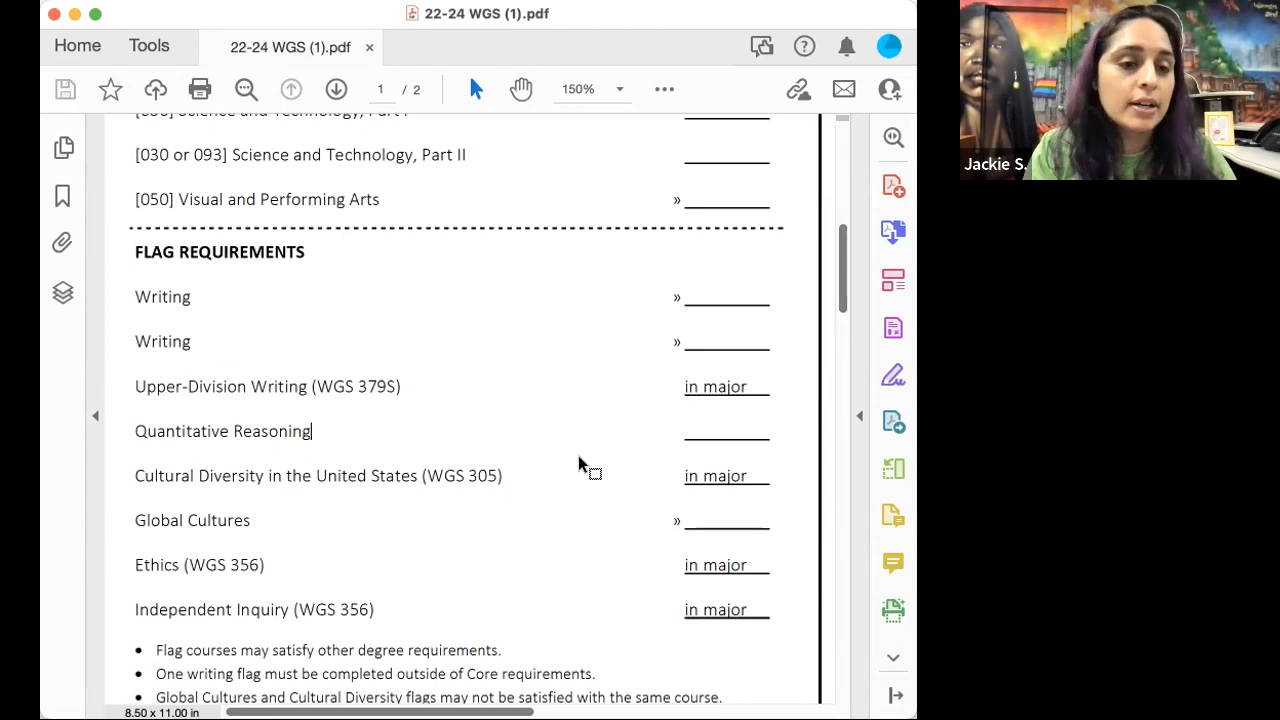 22-24 WGS (1).pdf
Home
Tools
22-24 WGS (1).pdf
1 / 2
150%
Science and Technology, Part I
[030 or 093] Science and Technology, Part II
[050] Visual and Performing Arts »
FLAG REQUIREMENTS
Writing »
Writing »
Upper-Division Writing (WGS 379S) in major
Quantitative Reasoning
Cultural Diversity in the United States (WGS 305) in major
Global Cultures »
Ethics (WGS 356) in major
Independent Inquiry (WGS 356) in major
• Flag courses may satisfy other degree requirements.
• One writing flag must be completed outside of Core requirements.
• Global Cultures and Cultural Diversity flags may not be satisfied with the same course.
8.50 x 11.00 in
Jackie S.